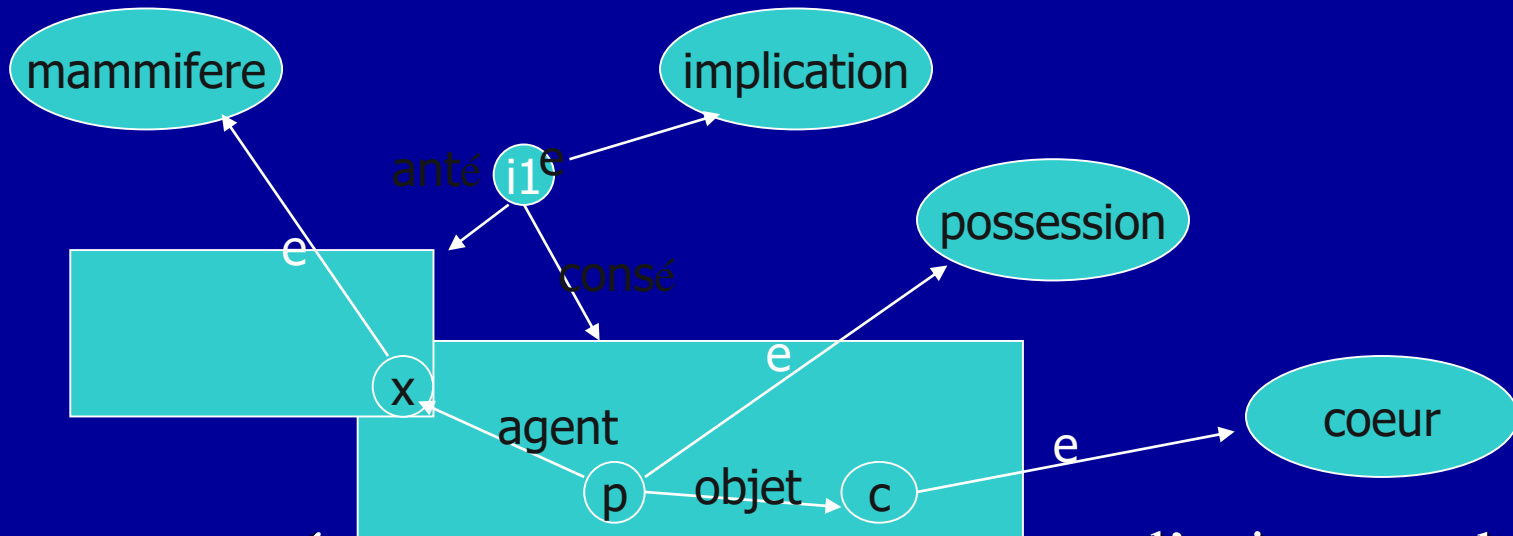 mammifere
implication
anté
i1
e
possession
e
consé
e
x
agent
coeur
e
p
objet
c